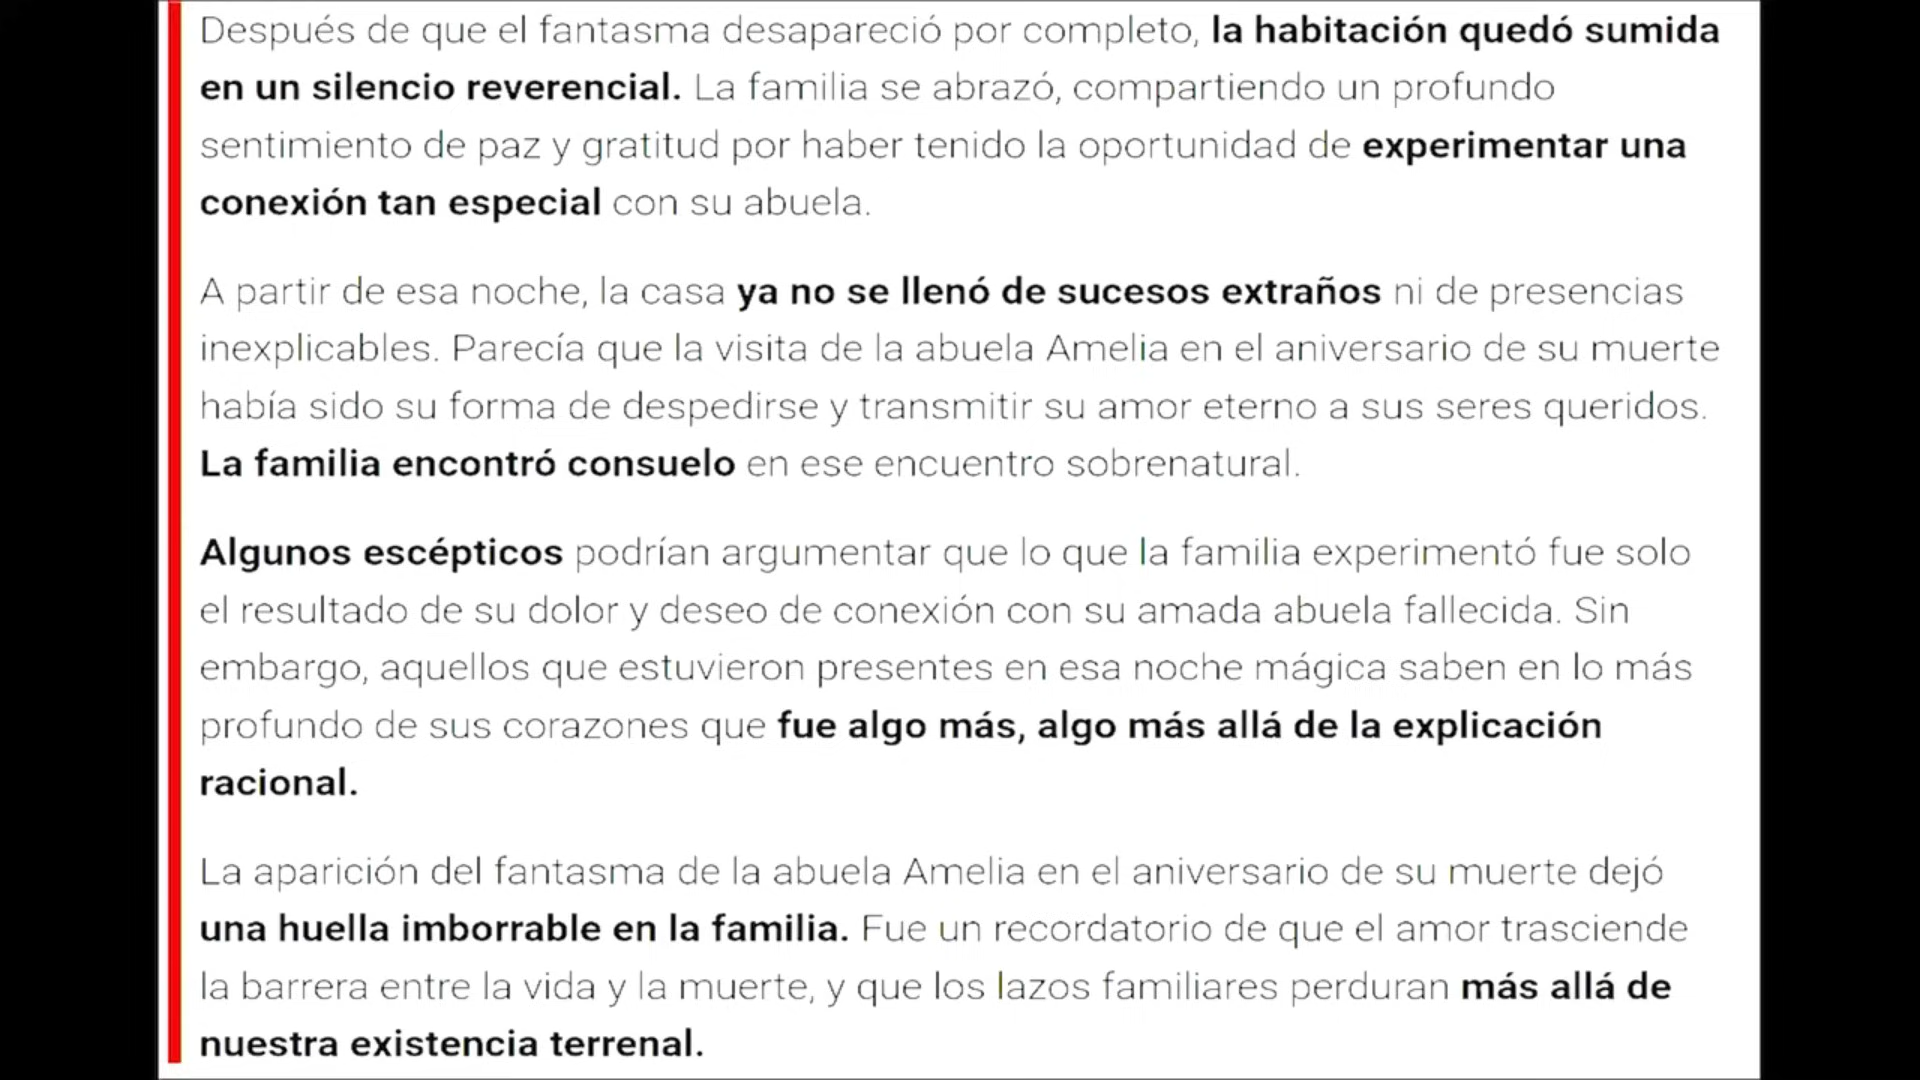 Después de que el fantasma desapareció por completo, la habitación quedó sumida
en un silencio reverencial. La familia se abrazó, compartiendo un profundo
sentimiento de paz y gratitud por haber tenido la oportunidad de experimentar una
conexión tan especial con su abuela.
A partir de esa noche, la casa ya no se llenó de sucesos extraños ni de presencias
inexplicables. Parecía que la visita de la abuela Amelia en el aniversario de su muerte
había sido su forma de despedirse y transmitir su amor eterno a sus seres queridos.
La familia encontró consuelo en ese encuentro sobrenatural.
Algunos escépticos podrían argumentar que lo que la familia experimentó fue solo
el resultado de su dolor y deseo de conexión con su amada abuela fallecida. Sin
embargo, aquellos que estuvieron presentes en esa noche mágica saben en lo más
profundo de sus corazones que fue algo más, algo más allá de la explicación
racional.
La aparición del fantasma de la abuela Amelia en el aniversario de su muerte dejó
una huella imborrable en la familia. Fue un recordatorio de que el amor trasciende
la barrera entre la vida y la muerte, y que los lazos familiares perduran más allá de
nuestra existencia terrenal.